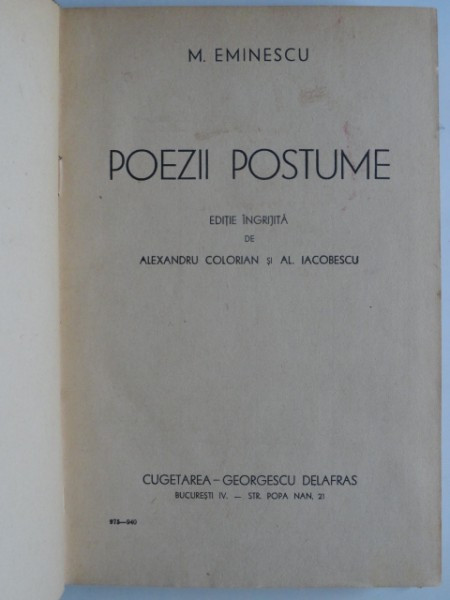 M. EMINESCU
POEZII POSTUME
EDIȚIE ÎNGRIJITĂ
DE
ALEXANDRU COLORIAN ȘI AL. IACOBESCU
CUGETAREA – GEORGESCU DELAFRAS
BUCUREȘTI IV. – STR. POPA NAN, 21